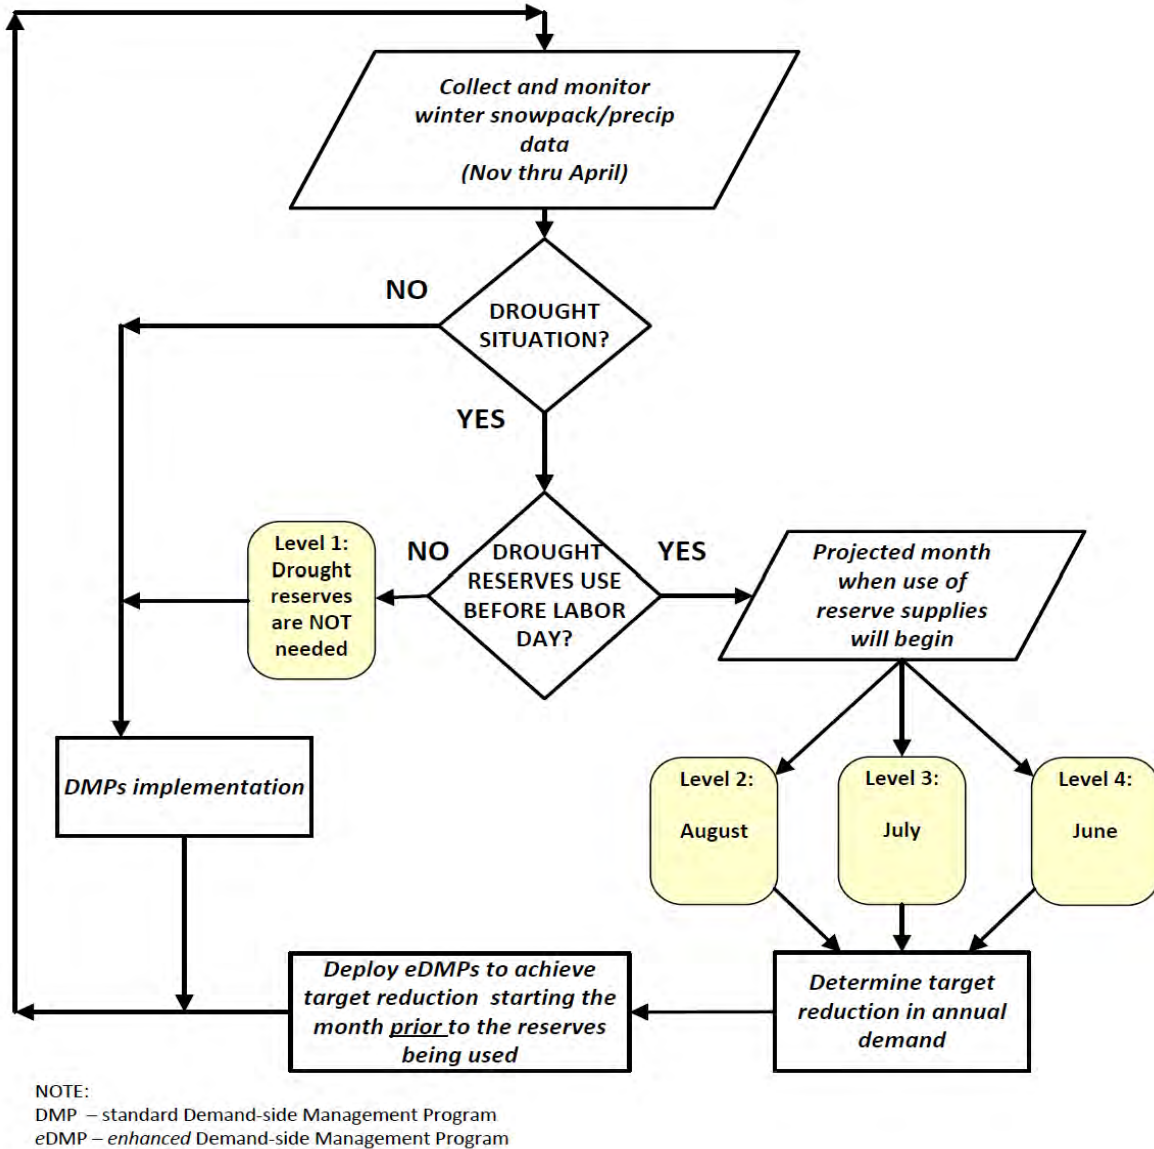 Collect and monitor
winter snowpack/precip
data
(Nov thru April)
NO
DROUGHT
SITUATION?
YES
Level 1:
Drought
reserves
are NOT
needed
NO
DROUGHT
RESERVES USE
BEFORE LABOR
DAY?
YES
Projected month
when use of
reserve supplies
will begin
DMPs implementation
Level 2:
August
Level 3:
July
Level 4:
June
Deploy eDMPs to achieve
target reduction starting the
month prior to the reserves
being used
Determine target
reduction in annual
demand
NOTE:
DMP – standard Demand-side Management Program
eDMP – enhanced Demand-side Management Program